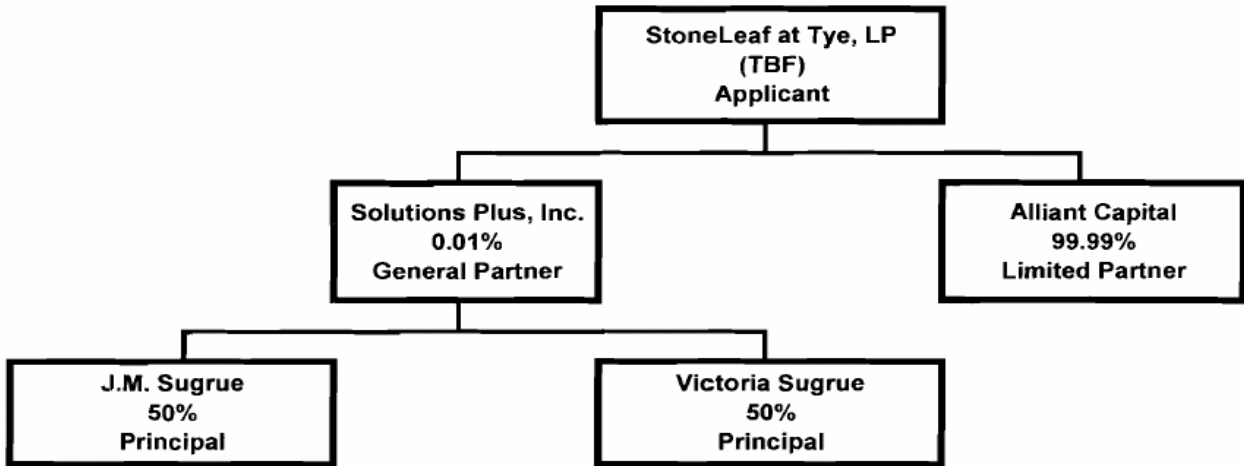 StoneLeaf at Tye, LP
(TBF)
Applicant
Solutions Plus, Inc.
0.01%
General Partner
Alliant Capital
99.99%
Limited Partner
J.M. Sugrue
50%
Principal
Victoria Sugrue
50%
Principal